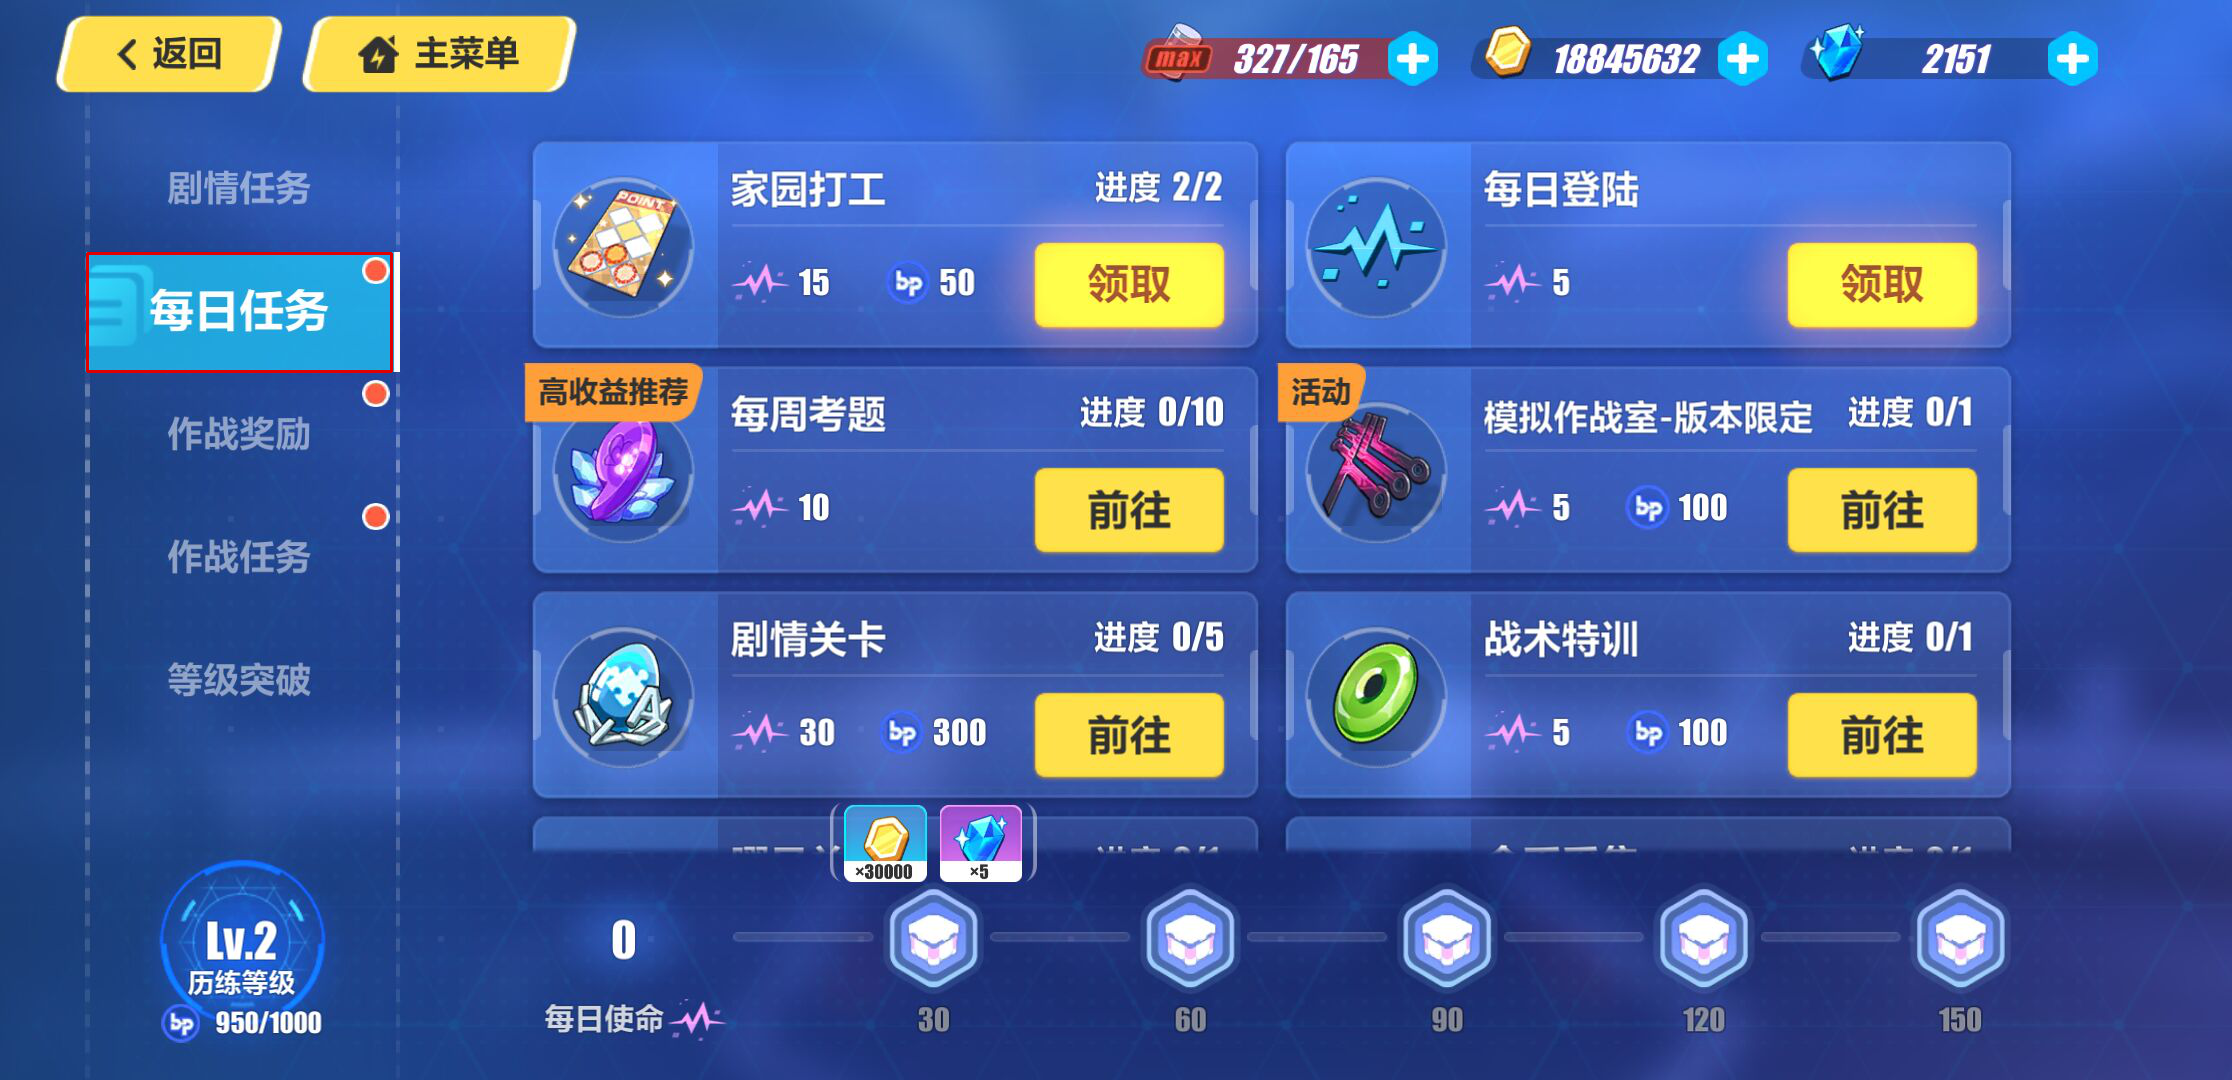 返回
主菜单
max 327/165
18845632
2151
剧情任务
每日任务
作战奖励
作战任务
等级突破
家园打工 进度 2/2
POINT
15 bp 50 领取
每日登陆
5 领取
高收益推荐
每周考题 进度 0/10
10 前往
活动
模拟作战室-版本限定 进度 0/1
5 bp 100 前往
剧情关卡 进度 0/5
30 bp 300 前往
战术特训 进度 0/1
5 bp 100 前往
×30000 ×5
Lv.2
历练等级
bp 950/1000
0
每日使命
30 60 90 120 150